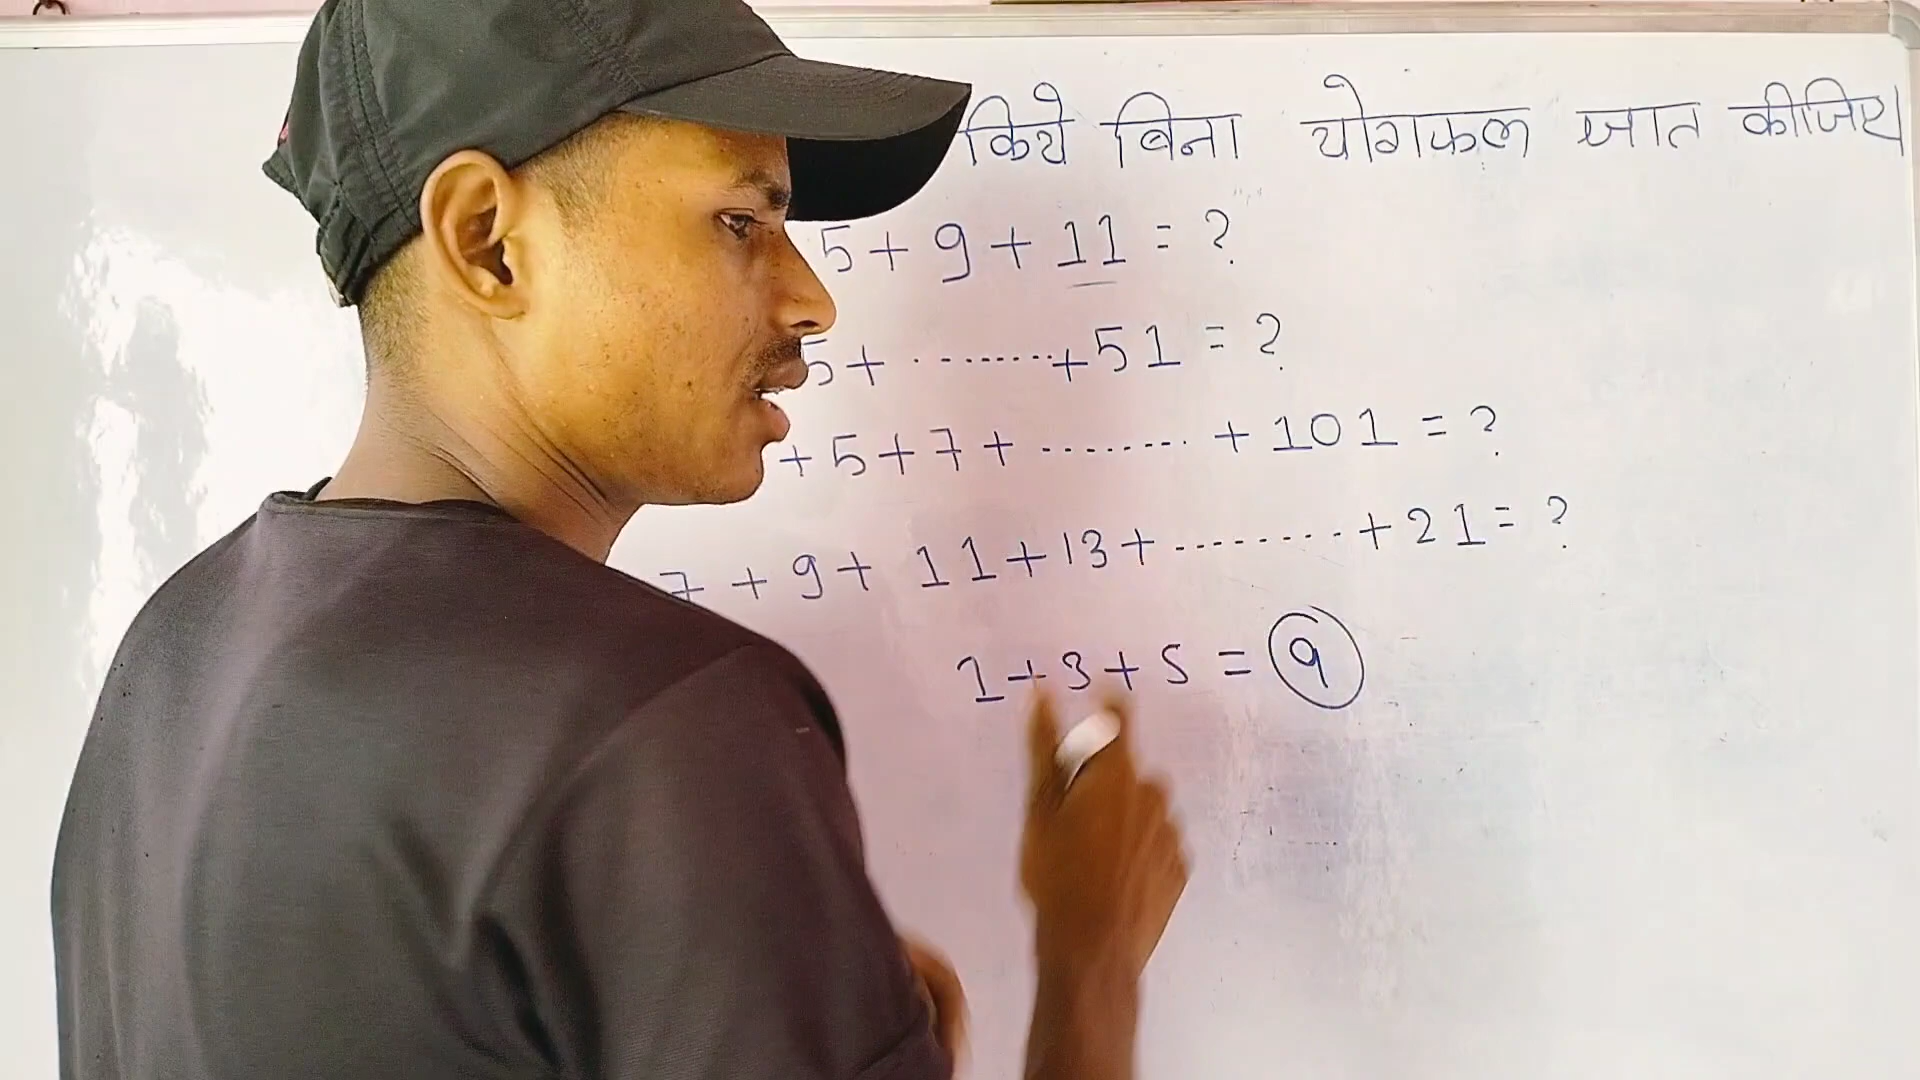 किये बिना योगफल ज्ञात कीजिए
5 + 9 + 11 = ?
5 + ........ + 51 = ?
+ 5 + 7 + ........ + 101 = ?
7 + 9 + 11 + 13 + ........ + 21 = ?
1 + 3 + 5 = 9